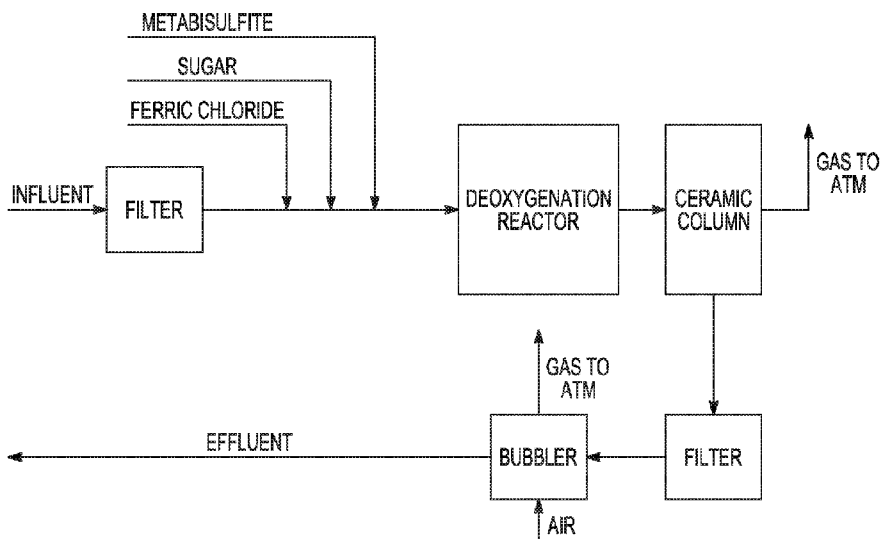 METABISULFITE
SUGAR
FERRIC CHLORIDE
INFLUENT
FILTER
DEOXYGENATION
REACTOR
CERAMIC
COLUMN
GAS TO
ATM
GAS TO
ATM
EFFLUENT
BUBBLER
FILTER
AIR